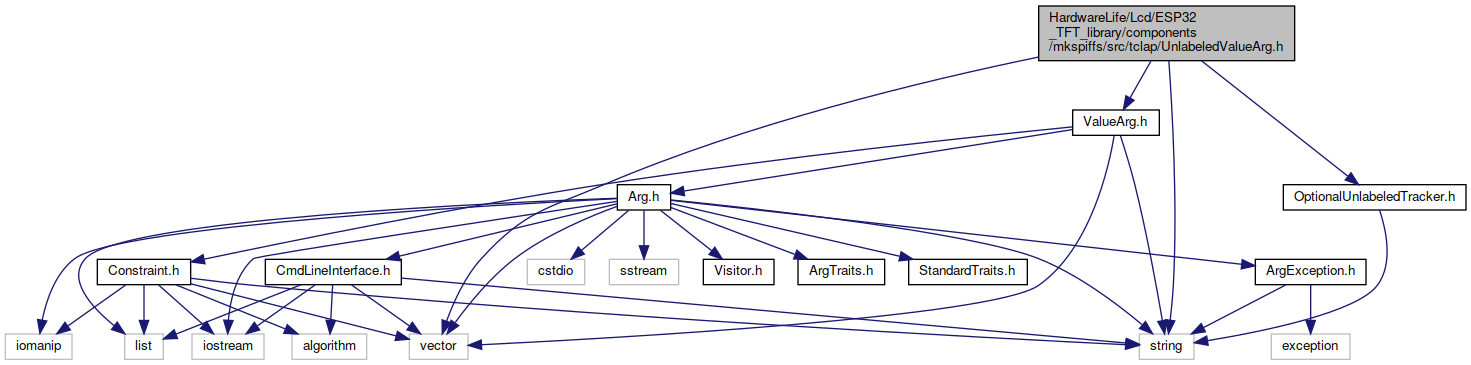 HardwareLife/Lcd/ESP32
_TFT_library/components
/mkspiffs/src/tclap/UnlabeledValueArg.h
ValueArg.h
Arg.h
OptionalUnlabeledTracker.h
Constraint.h
CmdLineInterface.h
cstdio
sstream
Visitor.h
ArgTraits.h
StandardTraits.h
ArgException.h
iomanip
list
iostream
algorithm
vector
string
exception